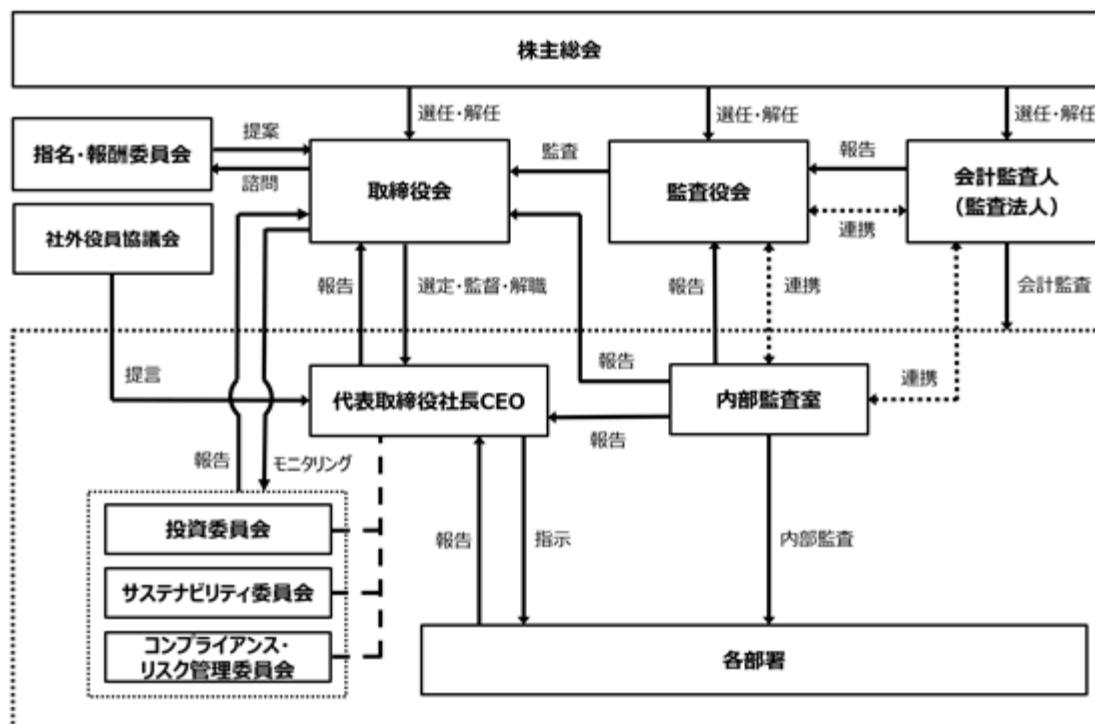 株主総会
選任・解任
選任・解任
選任・解任
指名・報酬委員会
提案
諮問
取締役会
監査
監査役会
報告
連携
会計監査人
（監査法人）
社外役員協議会
報告
選定・監督・解職
報告
連携
会計監査
提言
代表取締役社長CEO
報告
報告
内部監査室
連携
報告
モニタリング
投資委員会
サステナビリティ委員会
コンプライアンス・
リスク管理委員会
報告
指示
内部監査
各部署